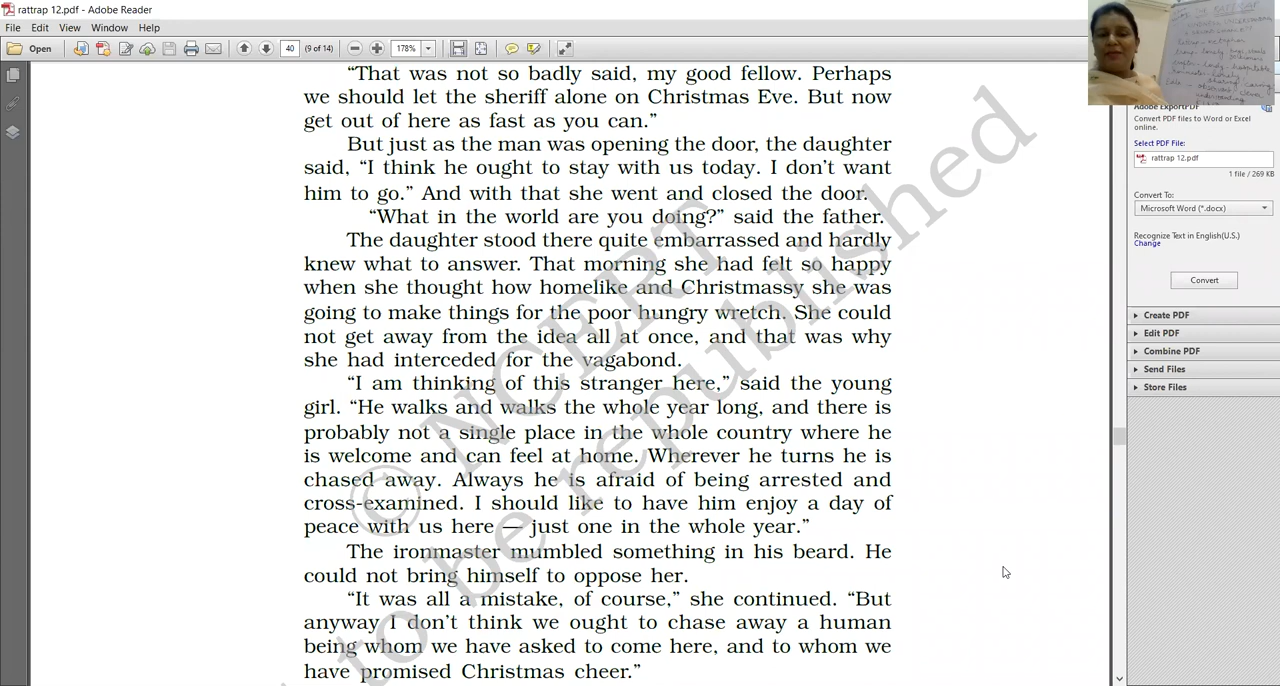 rattrap 12.pdf - Adobe Reader
File Edit View Window Help
Open 40 (9 of 14) 178%
“That was not so badly said, my good fellow. Perhaps
we should let the sheriff alone on Christmas Eve. But now
get out of here as fast as you can.”
But just as the man was opening the door, the daughter
said, “I think he ought to stay with us today. I don’t want
him to go.” And with that she went and closed the door.
“What in the world are you doing?” said the father.
The daughter stood there quite embarrassed and hardly
knew what to answer. That morning she had felt so happy
when she thought how homelike and Christmassy she was
going to make things for the poor hungry wretch. She could
not get away from the idea all at once, and that was why
she had interceded for the vagabond.
“I am thinking of this stranger here,” said the young
girl. “He walks and walks the whole year long, and there is
probably not a single place in the whole country where he
is welcome and can feel at home. Wherever he turns he is
chased away. Always he is afraid of being arrested and
cross-examined. I should like to have him enjoy a day of
peace with us here — just one in the whole year.”
The ironmaster mumbled something in his beard. He
could not bring himself to oppose her.
“It was all a mistake, of course,” she continued. “But
anyway I don’t think we ought to chase away a human
being whom we have asked to come here, and to whom we
have promised Christmas cheer.”
© NCERT
to be republished
THE RATTRAP
Adobe ExportPDF
Convert PDF files to Word or Excel
online.
Select PDF File:
rattrap 12.pdf
1 file / 269 KB
Convert To:
Microsoft Word (*.docx)
Recognize Text in English(U.S.)
Change
Convert
Create PDF
Edit PDF
Combine PDF
Send Files
Store Files